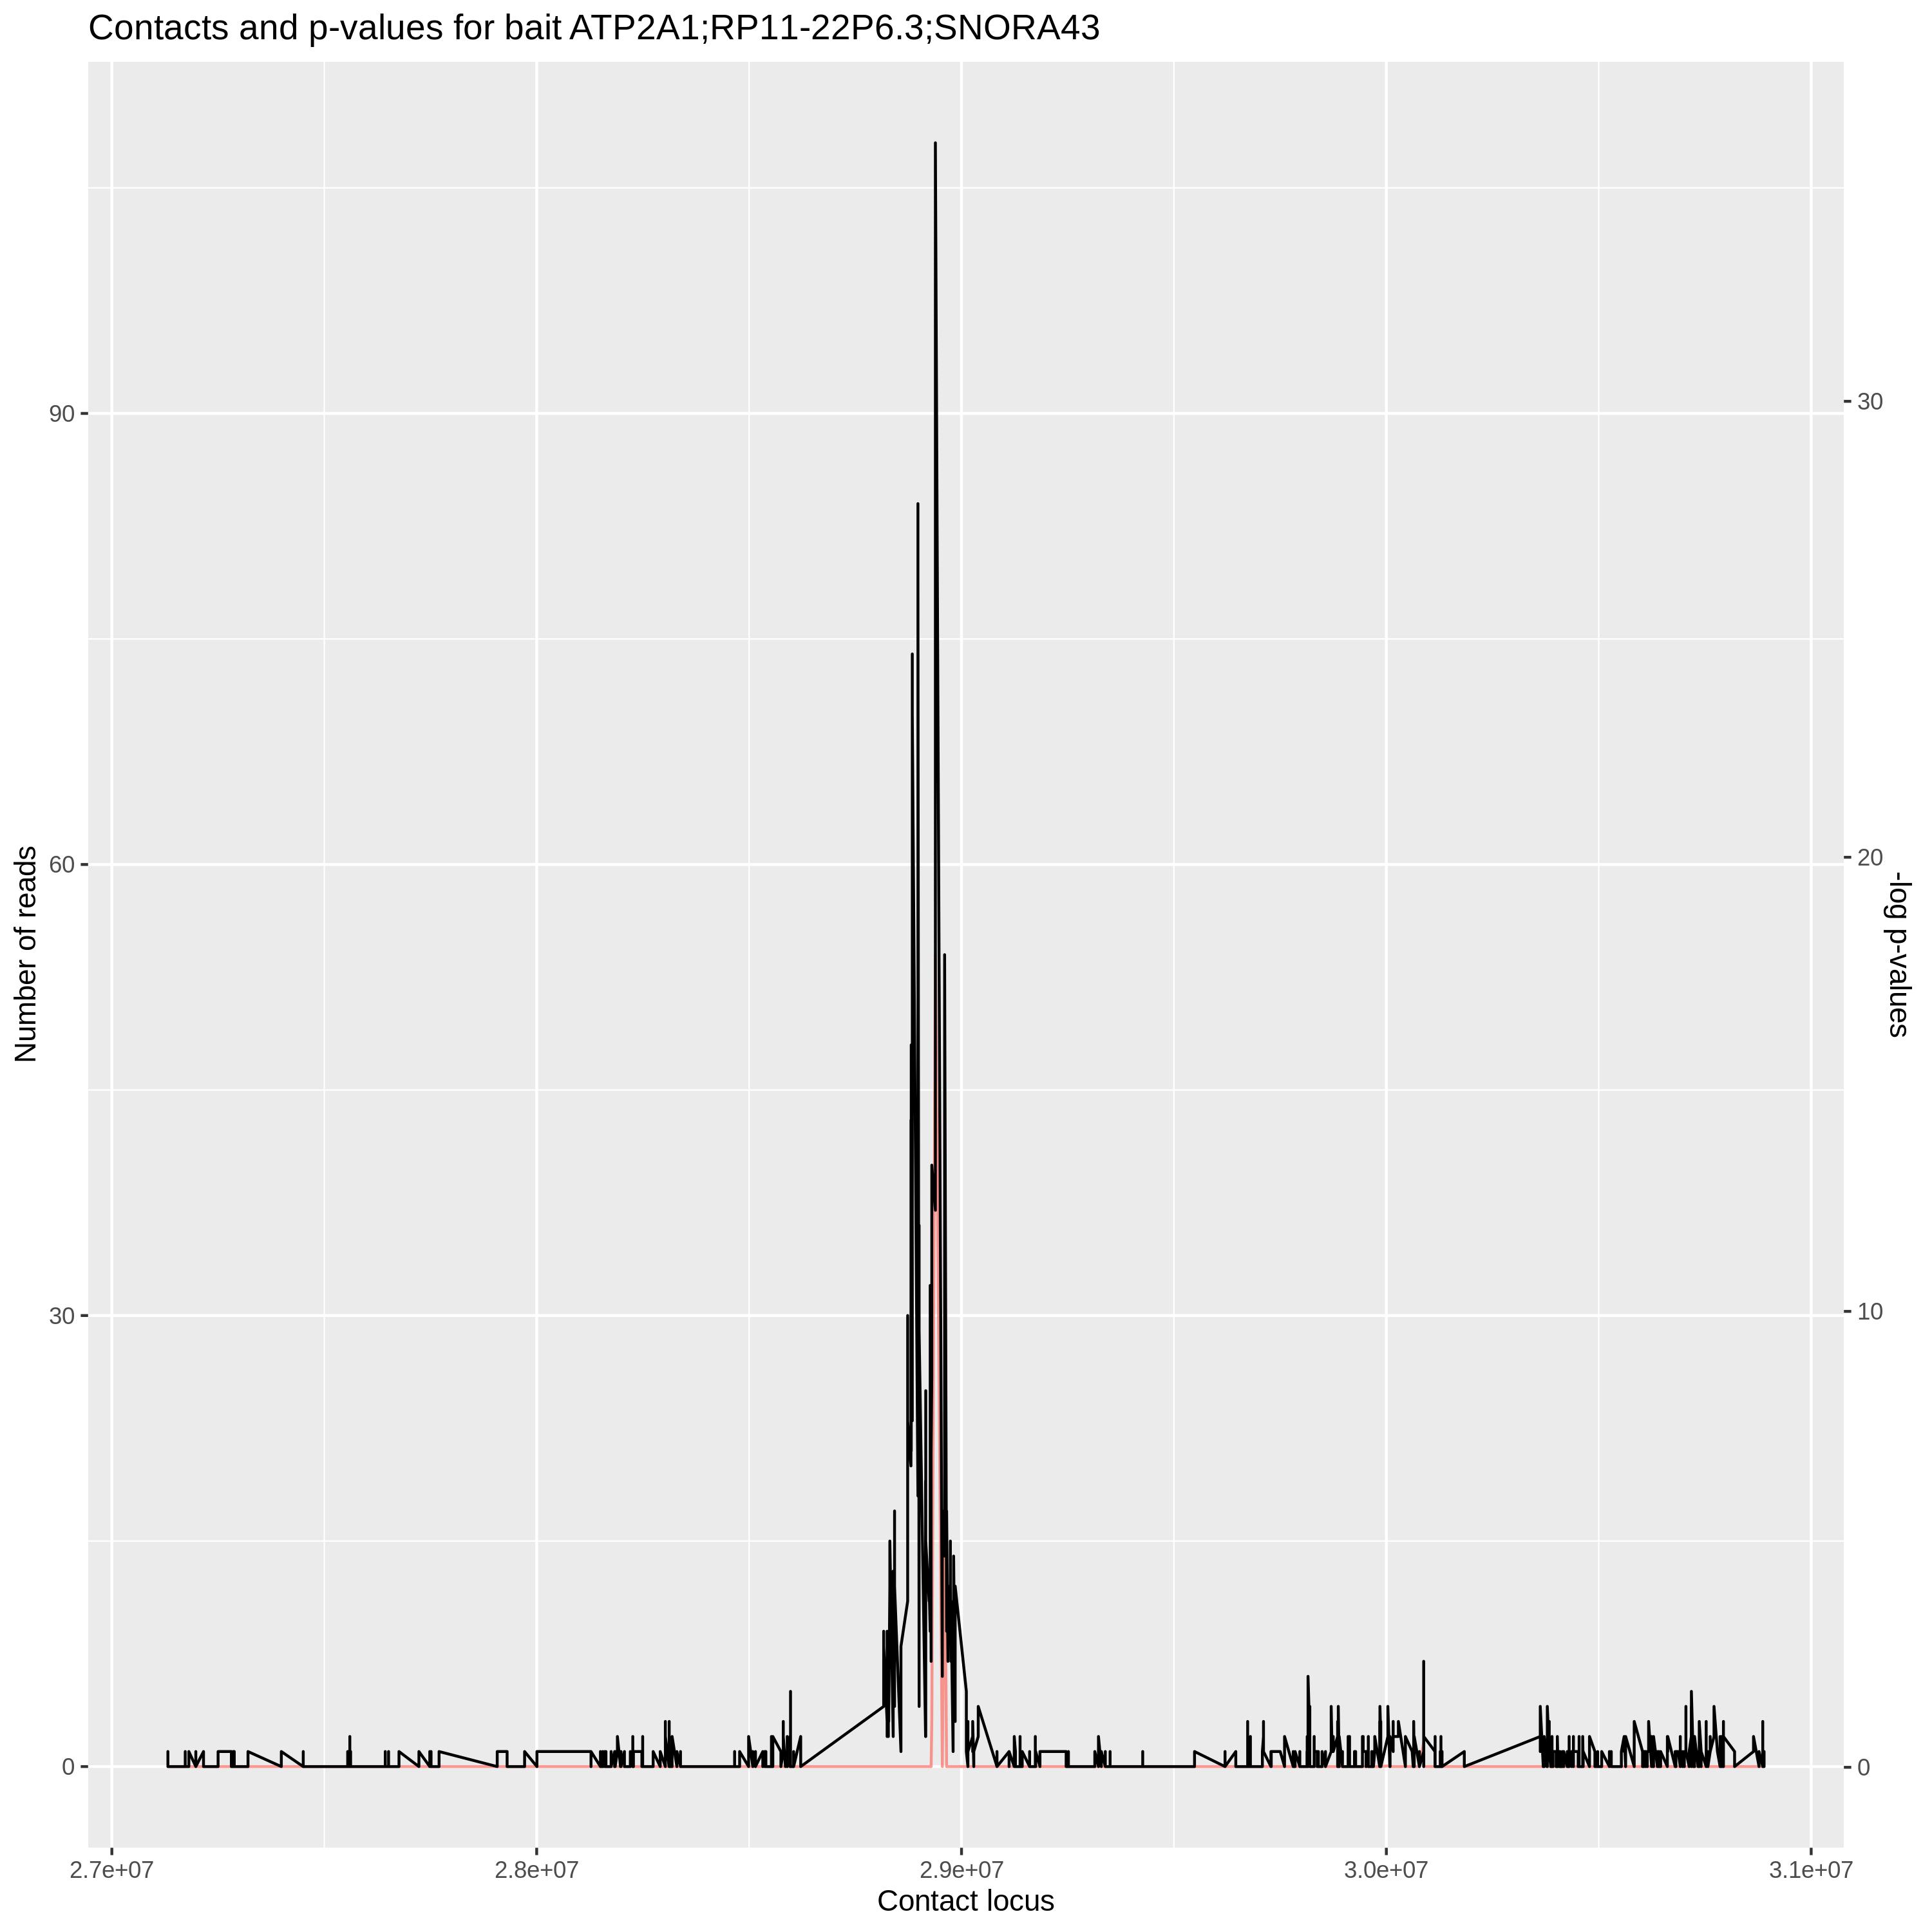 Contacts and p-values for bait ATP2A1;RP11-22P6.3;SNORA43
90
60
30
0
Number of reads
30
20
10
0
-log p-values
2.7e+07 2.8e+07 2.9e+07 3.0e+07 3.1e+07
Contact locus